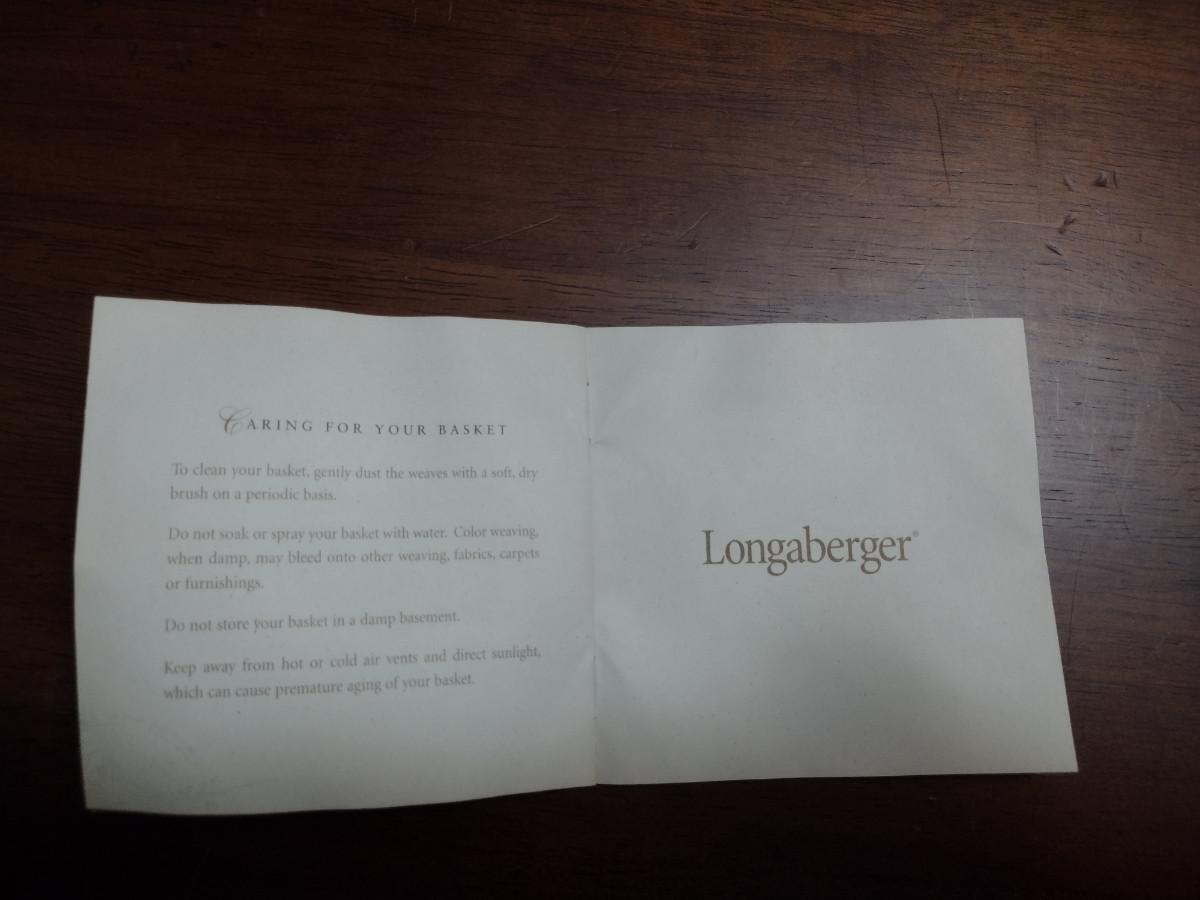 CARING FOR YOUR BASKET
To clean your basket, gently dust the weaves with a soft, dry
brush on a periodic basis.
Do not soak or spray your basket with water. Color weaving,
when damp, may bleed onto other weaving, fabrics, carpets
or furnishings.
Do not store your basket in a damp basement.
Keep away from hot or cold air vents and direct sunlight,
which can cause premature aging of your basket.
Longaberger®